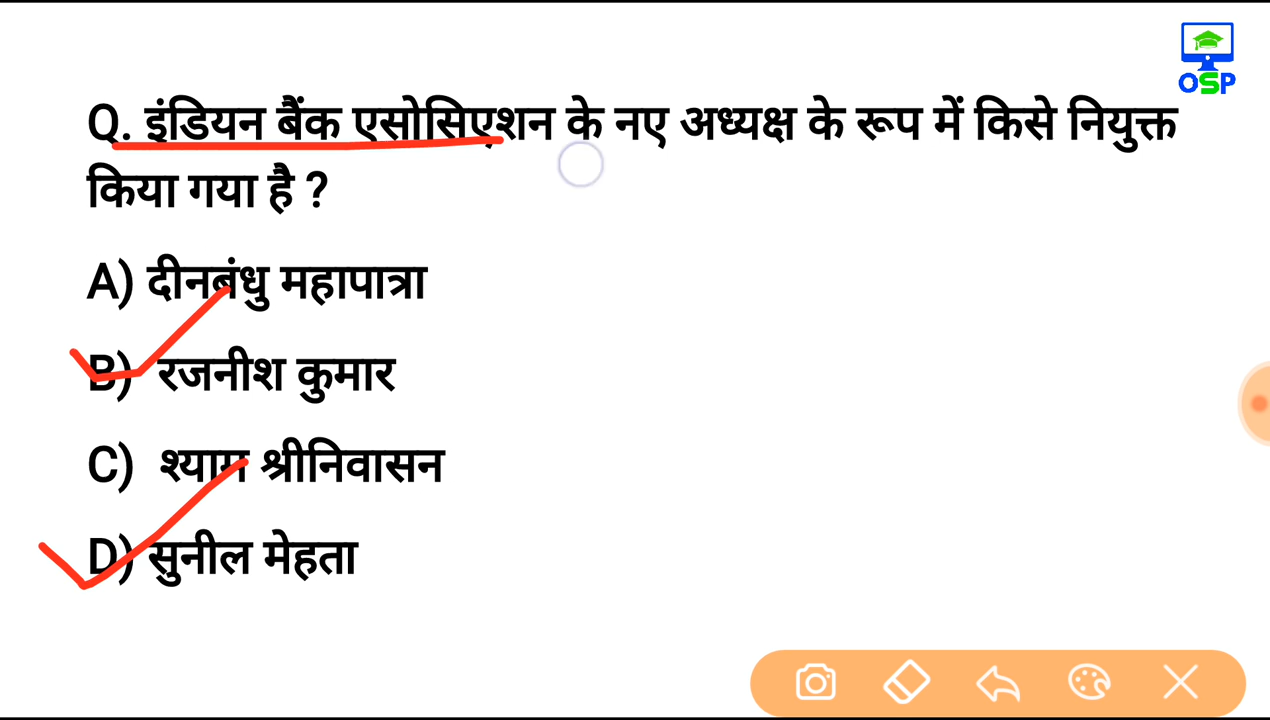 OSP
Q. इंडियन बैंक एसोसिएशन के नए अध्यक्ष के रूप में किसे नियुक्त
किया गया है ?
A) दीनबंधु महापात्रा
B) रजनीश कुमार
C) श्याम श्रीनिवासन
D) सुनील मेहता